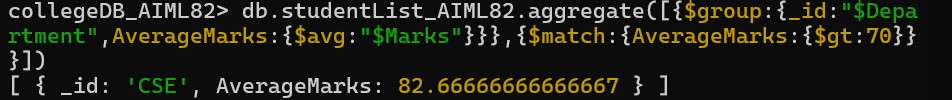 collegeDB_AIML82> db.studentList_AIML82.aggregate([{$group:{_id:"$Depa
rtment",AverageMarks:{$avg:"$Marks"}}},{$match:{AverageMarks:{$gt:70}}
}])
[ { _id: 'CSE', AverageMarks: 82.66666666666667 } ]